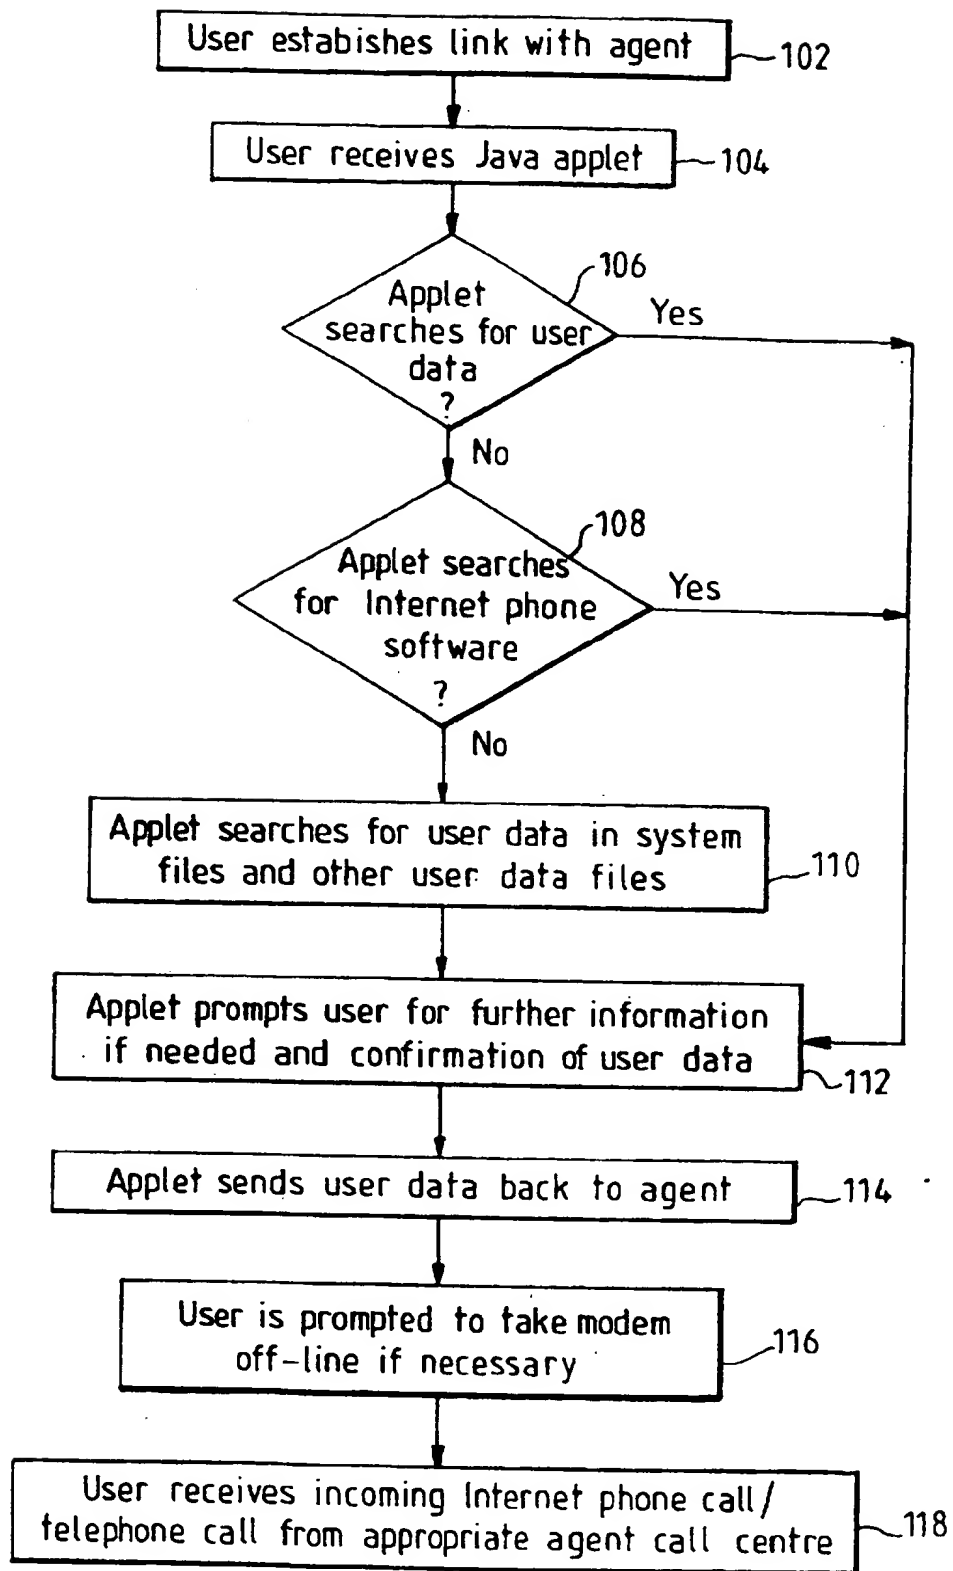 User estabishes link with agent
102
User receives Java applet
104
106
Applet
searches for user
data
?
Yes
No
108
Applet searches
for Internet phone
software
?
Yes
No
Applet searches for user data in system
files and other user data files
110
Applet prompts user for further information
if needed and confirmation of user data
112
Applet sends user data back to agent
114
User is prompted to take modem
off-line if necessary
116
User receives incoming Internet phone call/
telephone call from appropriate agent call centre
118